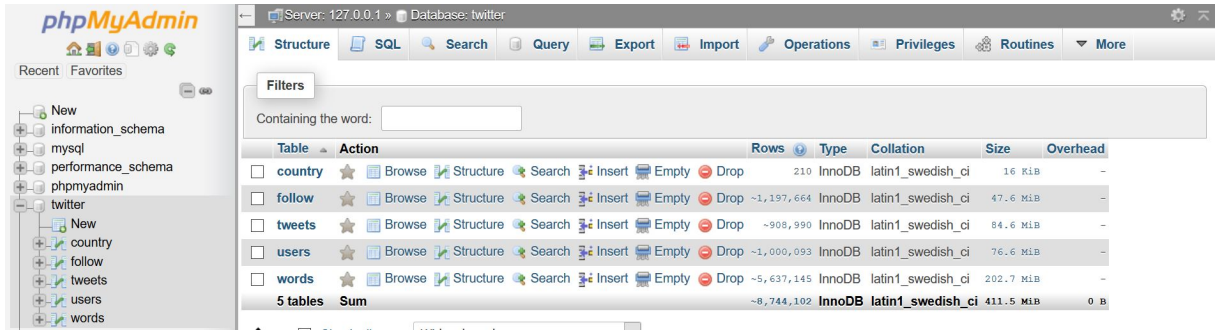 phpMyAdmin
Recent Favorites
New
information_schema
mysql
performance_schema
phpmyadmin
twitter
New
country
follow
tweets
users
words
Server: 127.0.0.1 » Database: twitter
Structure SQL Search Query Export Import Operations Privileges Routines More
Filters
Containing the word:
Table Action Rows Type Collation Size Overhead
country Browse Structure Search Insert Empty Drop 210 InnoDB latin1_swedish_ci 16 KiB -
follow Browse Structure Search Insert Empty Drop ~1,197,664 InnoDB latin1_swedish_ci 47.6 MiB -
tweets Browse Structure Search Insert Empty Drop ~908,990 InnoDB latin1_swedish_ci 84.6 MiB -
users Browse Structure Search Insert Empty Drop ~1,000,093 InnoDB latin1_swedish_ci 76.6 MiB -
words Browse Structure Search Insert Empty Drop ~5,637,145 InnoDB latin1_swedish_ci 202.7 MiB -
5 tables Sum ~8,744,102 InnoDB latin1_swedish_ci 411.5 MiB 0 B